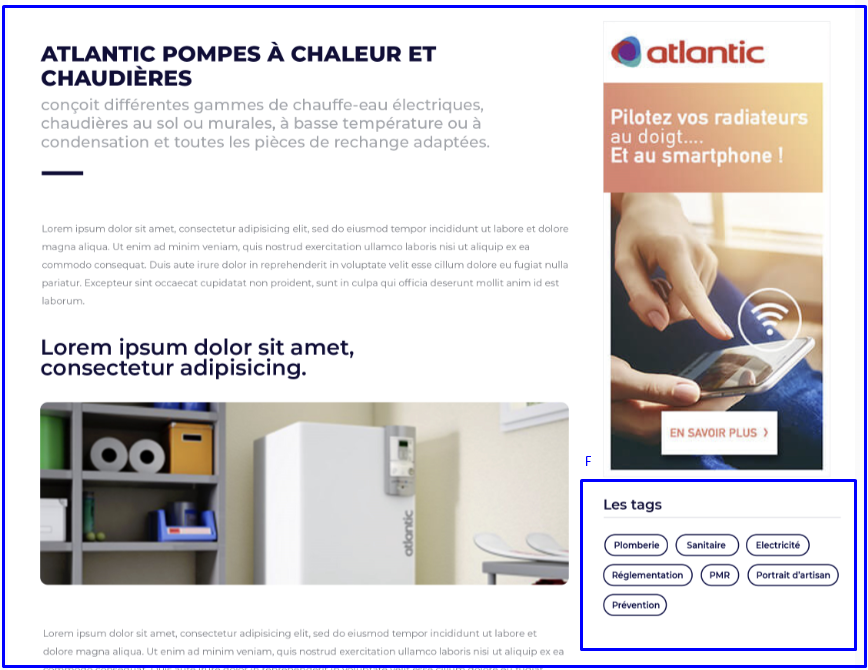 ATLANTIC POMPES À CHALEUR ET
CHAUDIÈRES
conçoit différentes gammes de chauffe-eau électriques,
chaudières au sol ou murales, à basse température ou à
condensation et toutes les pièces de rechange adaptées.
Lorem ipsum dolor sit amet, consectetur adipisicing elit, sed do eiusmod tempor incididunt ut labore et dolore
magna aliqua. Ut enim ad minim veniam, quis nostrud exercitation ullamco laboris nisi ut aliquip ex ea
commodo consequat. Duis aute irure dolor in reprehenderit in voluptate velit esse cillum dolore eu fugiat nulla
pariatur. Excepteur sint occaecat cupidatat non proident, sunt in culpa qui officia deserunt mollit anim id est
laborum.
Lorem ipsum dolor sit amet,
consectetur adipisicing.
atlantic
Lorem ipsum dolor sit amet, consectetur adipisicing elit, sed do eiusmod tempor incididunt ut labore et
dolore magna aliqua. Ut enim ad minim veniam, quis nostrud exercitation ullamco laboris nisi ut aliquip ex ea
atlantic
Pilotez vos radiateurs
au doigt....
Et au smartphone !
EN SAVOIR PLUS
F
Les tags
Plomberie Sanitaire Electricité
Réglementation PMR Portrait d'artisan
Prévention